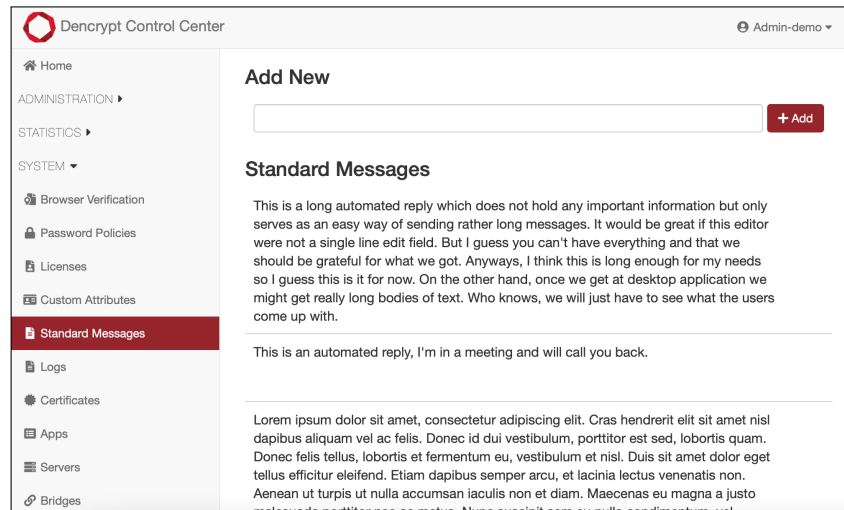 Dencrypt Control Center
Admin-demo
Home
ADMINISTRATION
STATISTICS
SYSTEM
Browser Verification
Password Policies
Licenses
Custom Attributes
Standard Messages
Logs
Certificates
Apps
Servers
Bridges
Add New
+ Add
Standard Messages
This is a long automated reply which does not hold any important information but only
serves as an easy way of sending rather long messages. It would be great if this editor
were not a single line edit field. But I guess you can't have everything and that we
should be grateful for what we got. Anyways, I think this is long enough for my needs
so I guess this is it for now. On the other hand, once we get at desktop application we
might get really long bodies of text. Who knows, we will just have to see what the users
come up with.
This is an automated reply, I'm in a meeting and will call you back.
Lorem ipsum dolor sit amet, consectetur adipiscing elit. Cras hendrerit elit sit amet nisl
dapibus aliquam vel ac felis. Donec id dui vestibulum, porttitor est sed, lobortis quam.
Donec felis tellus, lobortis et fermentum eu, vestibulum et nisl. Duis sit amet dolor eget
tellus efficitur eleifend. Etiam dapibus semper arcu, et lacinia lectus venenatis non.
Aenean ut turpis ut nulla accumsan iaculis non et diam. Maecenas eu magna a justo